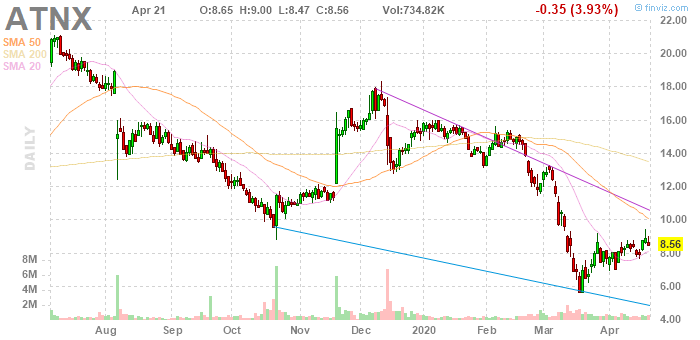 ATNX Apr 21 O:8.65 H:9.00 L:8.47 C:8.56 Vol:734.82K -0.35 (3.93%) © finviz.com
SMA 50
SMA 200
SMA 20
DAILY
22.00
20.00
18.00
16.00
14.00
12.00
10.00
8.56
8.00
6.00
4.00
8M
6M
4M
2M
Aug Sep Oct Nov Dec 2020 Feb Mar Apr